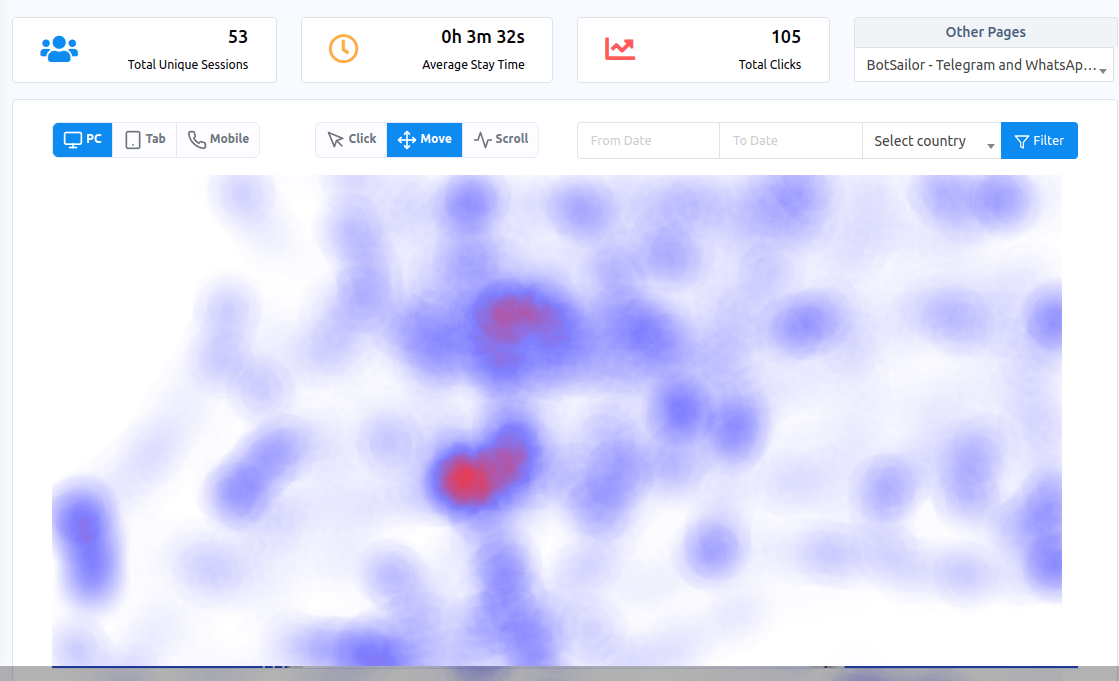 53
Total Unique Sessions
0h 3m 32s
Average Stay Time
105
Total Clicks
Other Pages
BotSailor - Telegram and WhatsAp...
PC
Tab
Mobile
Click
Move
Scroll
From Date
To Date
Select country
Filter